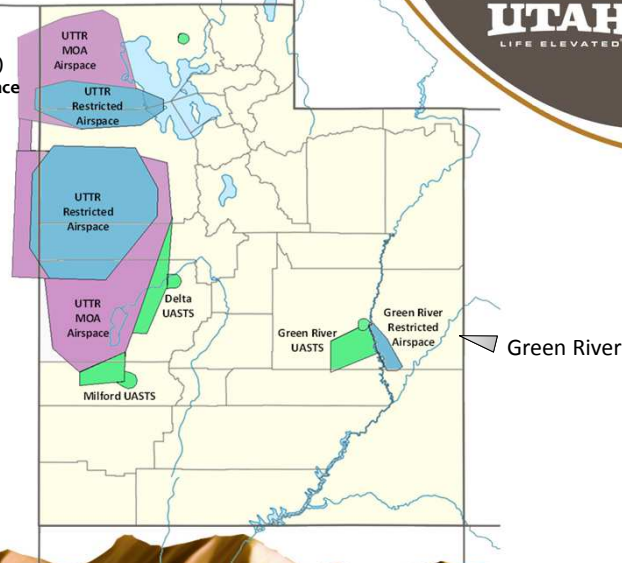 UTAH
LIFE ELEVATED
UTTR
MOA
Airspace
)
UTTR
Restricted
Airspace
UTTR
Restricted
Airspace
UTTR
MOA
Airspace
Delta
UASTS
Milford UASTS
Green River
UASTS
Green River
Restricted
Airspace
Green River